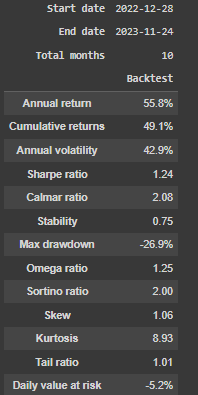 Start date 2022-12-28
End date 2023-11-24
Total months 10
Backtest
Annual return 55.8%
Cumulative returns 49.1%
Annual volatility 42.9%
Sharpe ratio 1.24
Calmar ratio 2.08
Stability 0.75
Max drawdown -26.9%
Omega ratio 1.25
Sortino ratio 2.00
Skew 1.06
Kurtosis 8.93
Tail ratio 1.01
Daily value at risk -5.2%